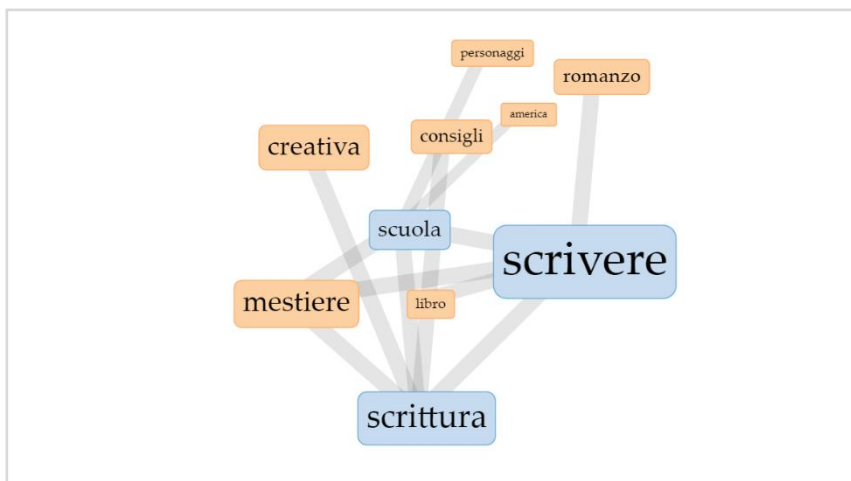 personaggi
romanzo
america
creativa
consigli
scuola
scrivere
mestiere
libro
scrittura